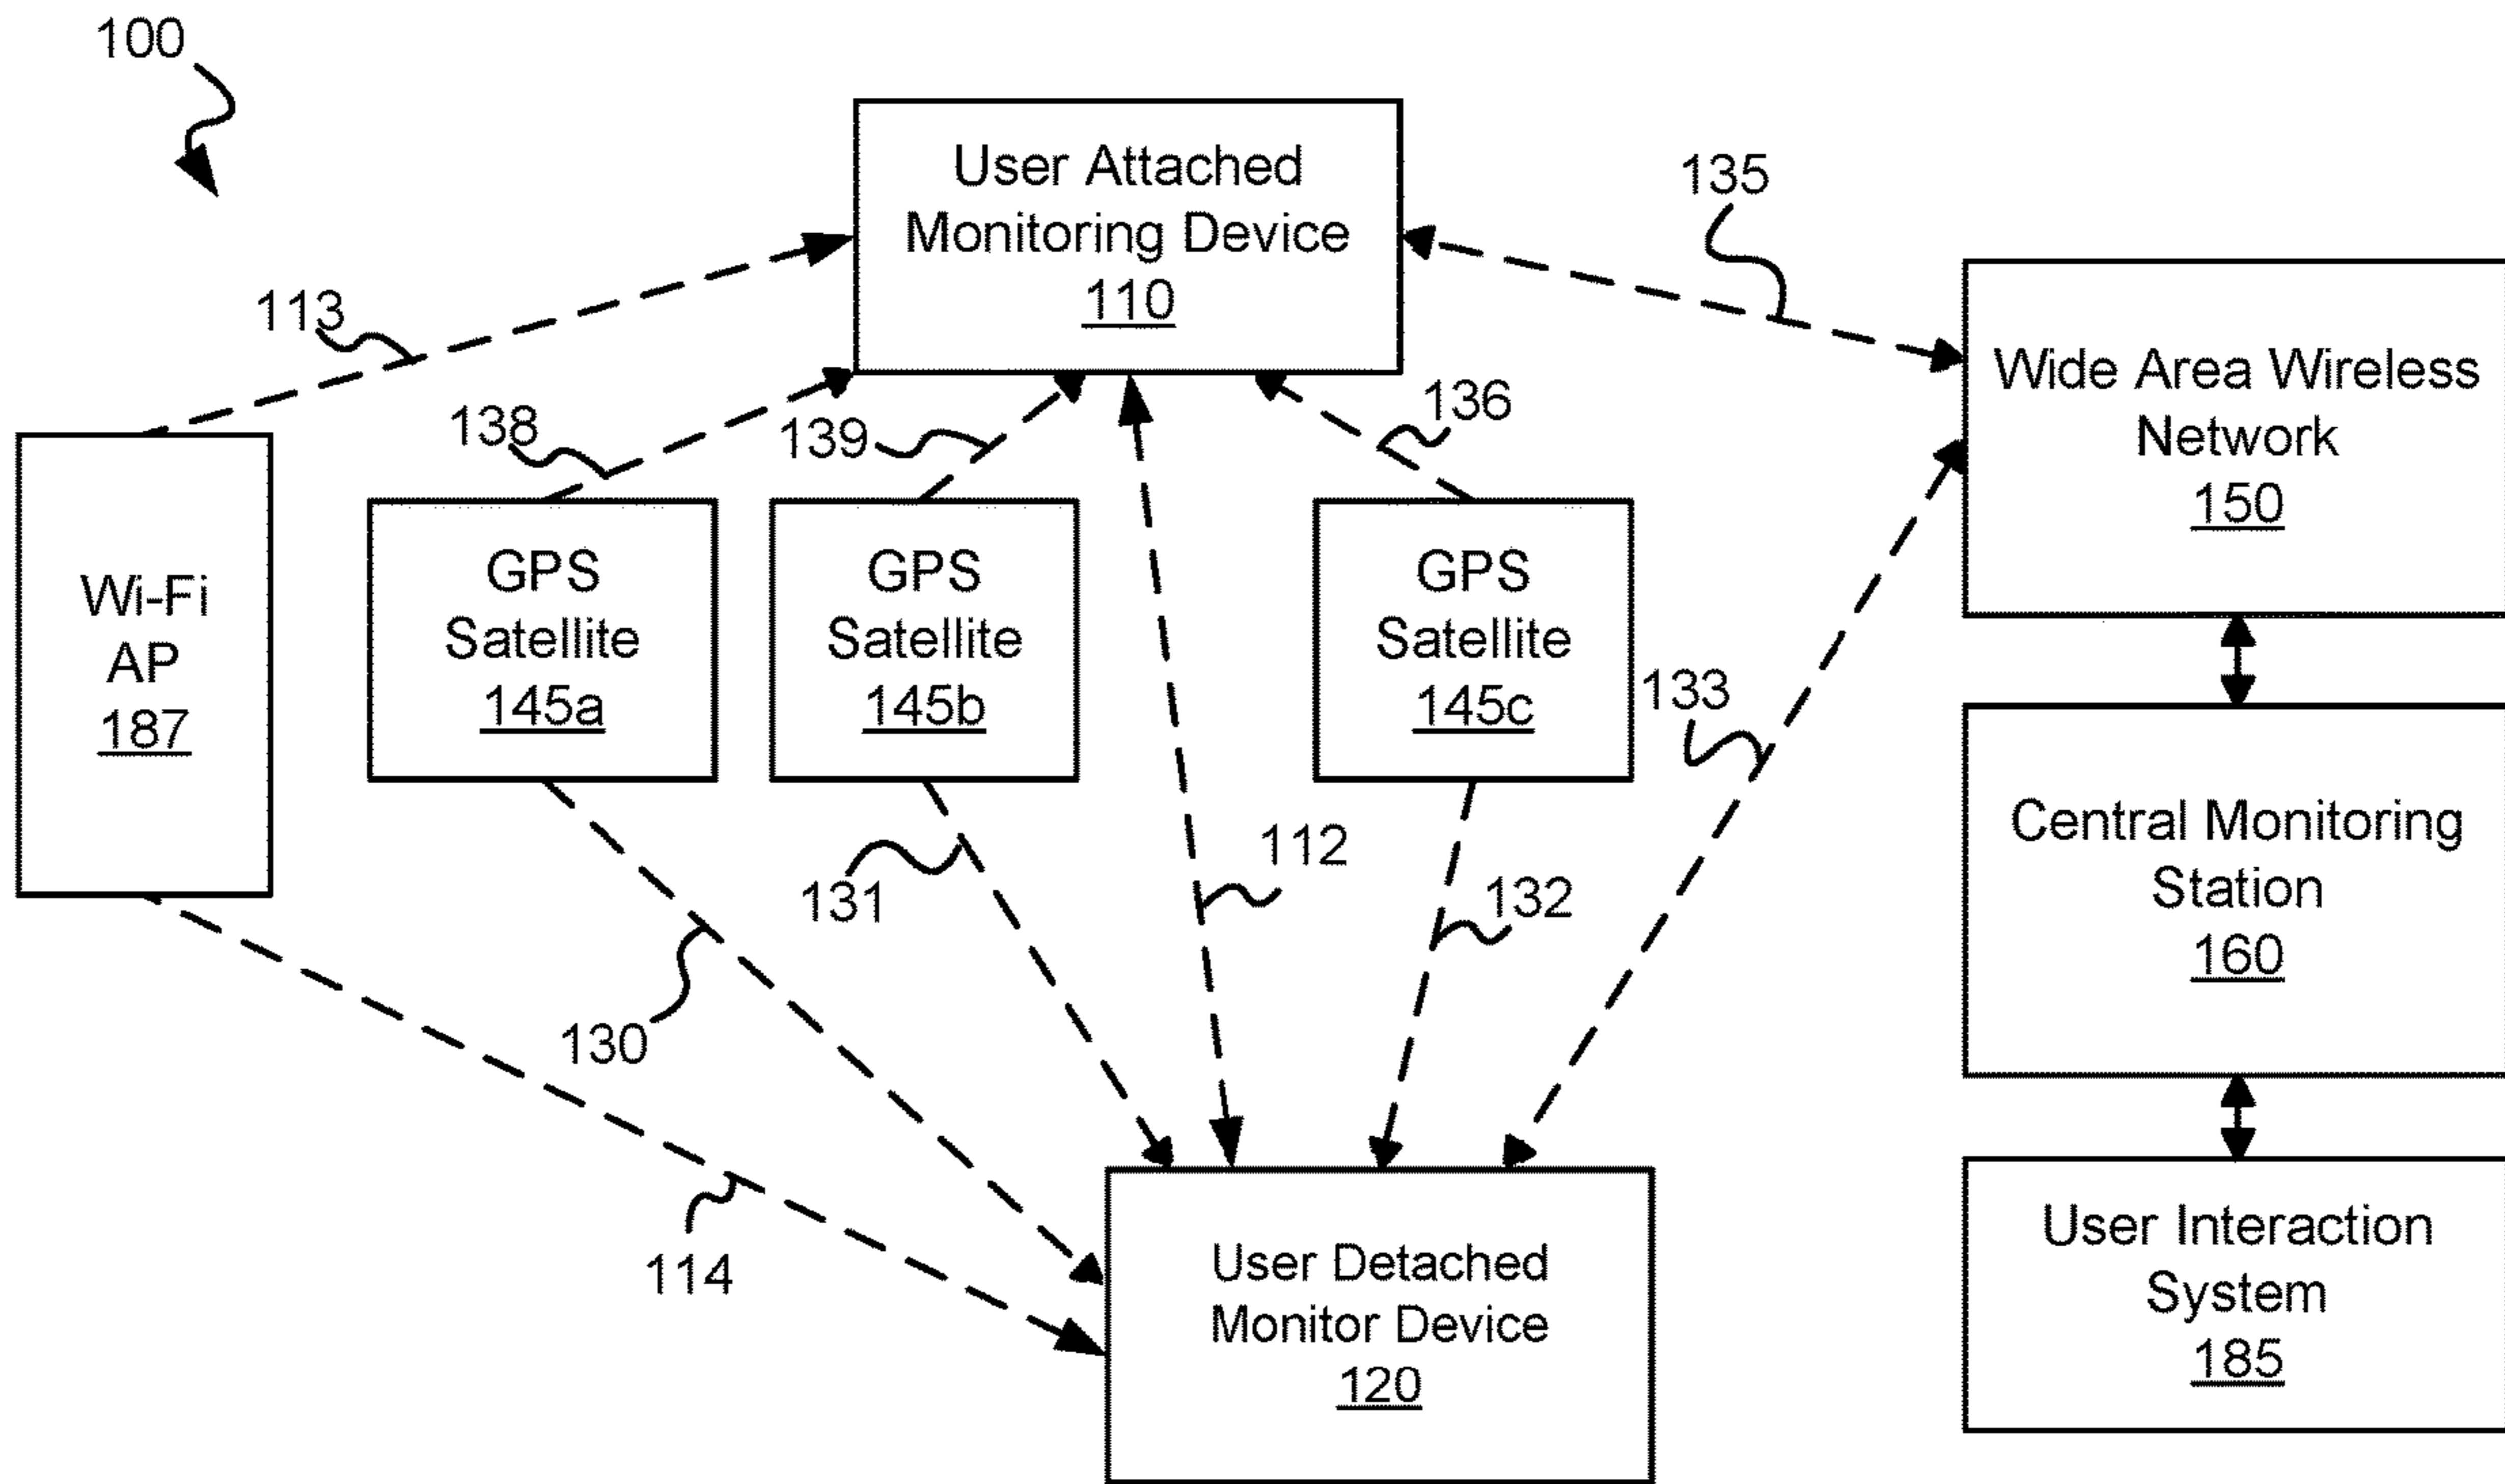 100
User Attached
Monitoring Device
110
135
113
138
139
136
Wide Area Wireless
Network
150
Wi-Fi
AP
187
GPS
Satellite
145a
GPS
Satellite
145b
GPS
Satellite
145c
133
Central Monitoring
Station
160
131
112
132
130
114
User Detached
Monitor Device
120
User Interaction
System
185